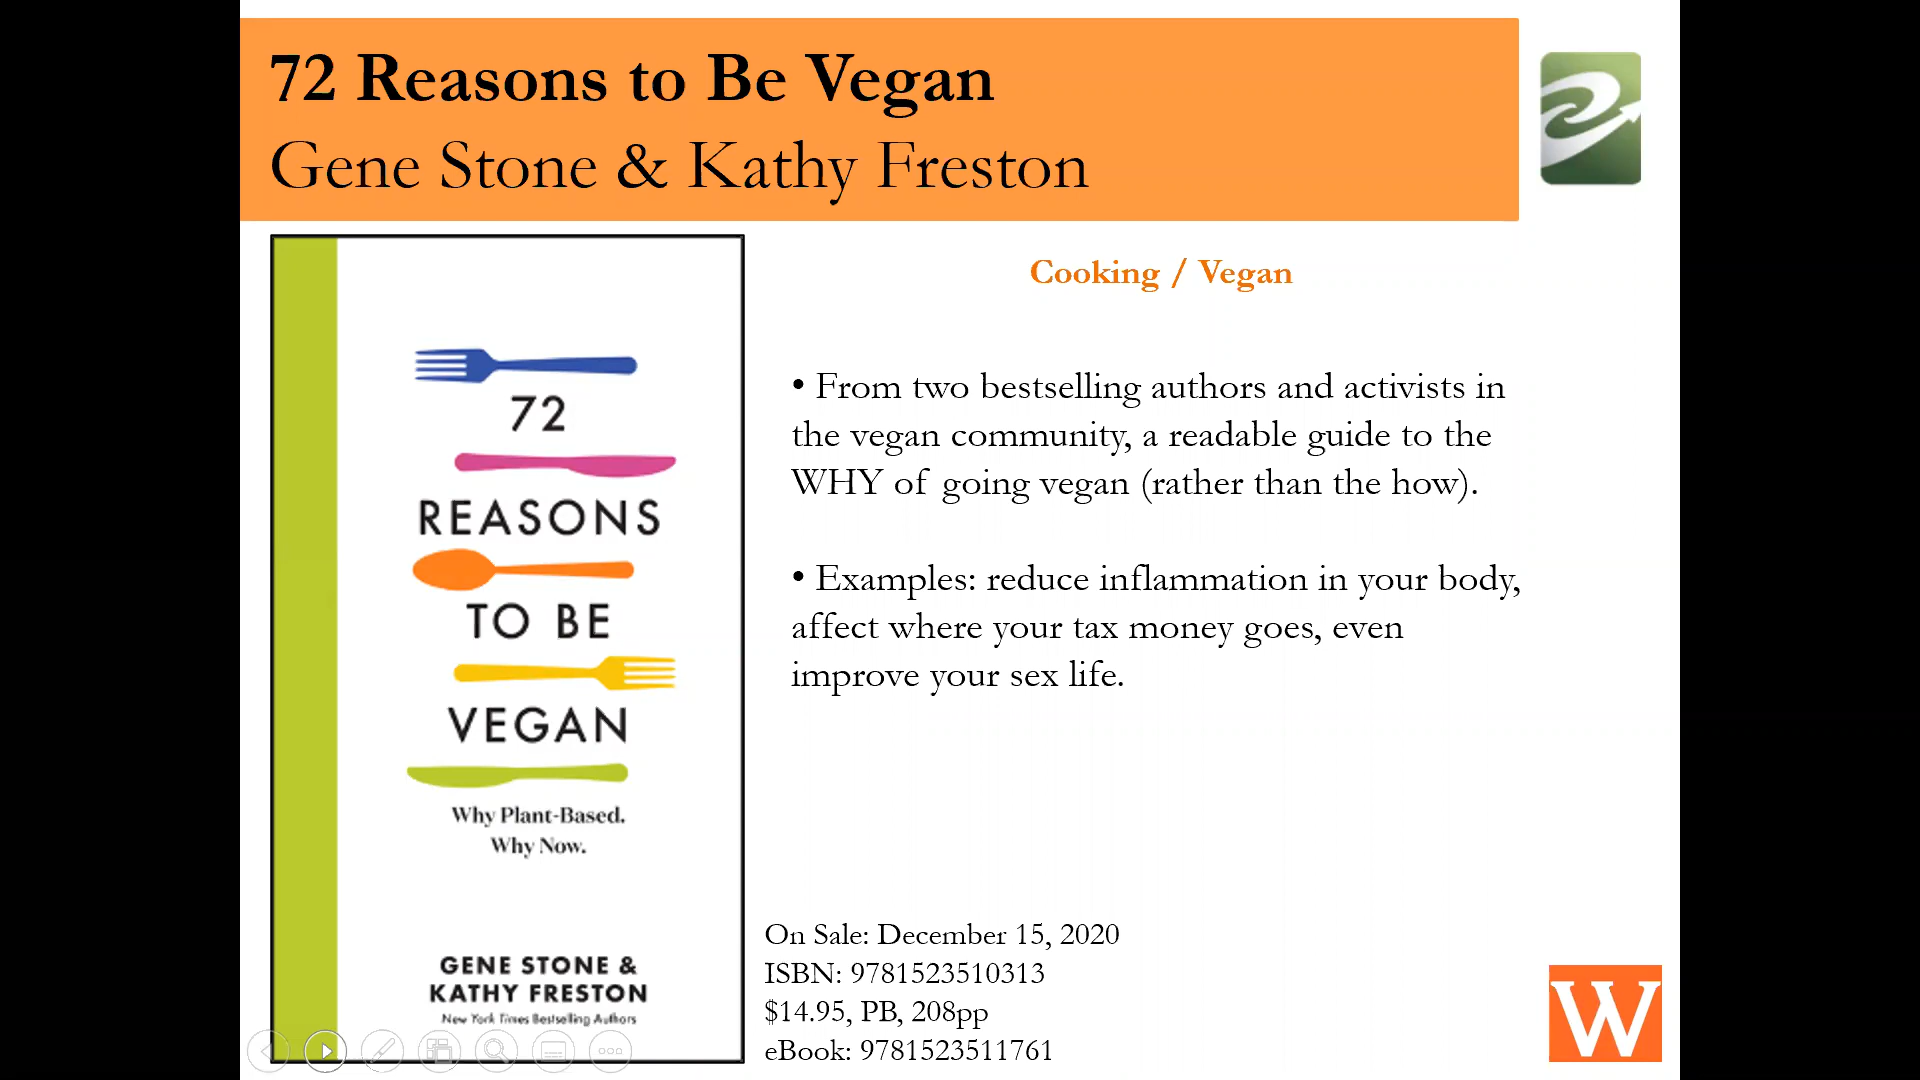 72 Reasons to Be Vegan
Gene Stone & Kathy Freston
72
REASONS
TO BE
VEGAN
Why Plant-Based.
Why Now.
GENE STONE &
KATHY FRESTON
New York Times Bestselling Authors
Cooking / Vegan
• From two bestselling authors and activists in
the vegan community, a readable guide to the
WHY of going vegan (rather than the how).
• Examples: reduce inflammation in your body,
affect where your tax money goes, even
improve your sex life.
On Sale: December 15, 2020
ISBN: 9781523510313
$14.95, PB, 208pp
eBook: 9781523511761
W